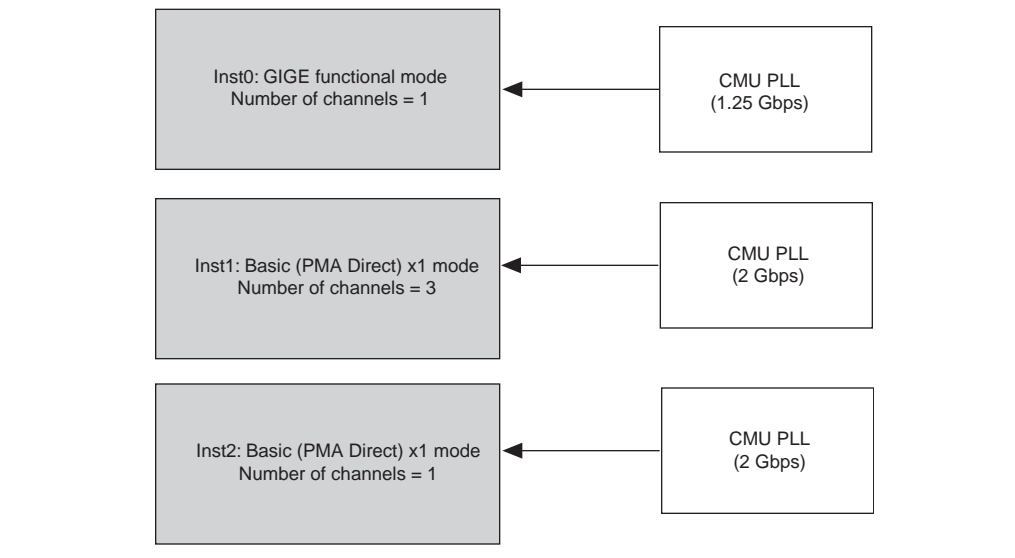 Inst0: GIGE functional mode
Number of channels = 1
CMU PLL
(1.25 Gbps)
Inst1: Basic (PMA Direct) x1 mode
Number of channels = 3
CMU PLL
(2 Gbps)
Inst2: Basic (PMA Direct) x1 mode
Number of channels = 1
CMU PLL
(2 Gbps)